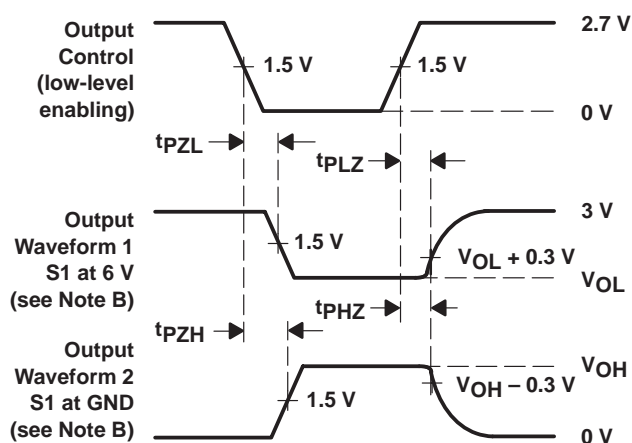 Output
Control
(low-level
enabling)
1.5 V
1.5 V
2.7 V
0 V
tPZL
tPLZ
Output
Waveform 1
S1 at 6 V
(see Note B)
1.5 V
3 V
VOL + 0.3 V
VOL
tPHZ
tPZH
Output
Waveform 2
S1 at GND
(see Note B)
1.5 V
VOH
VOH − 0.3 V
0 V